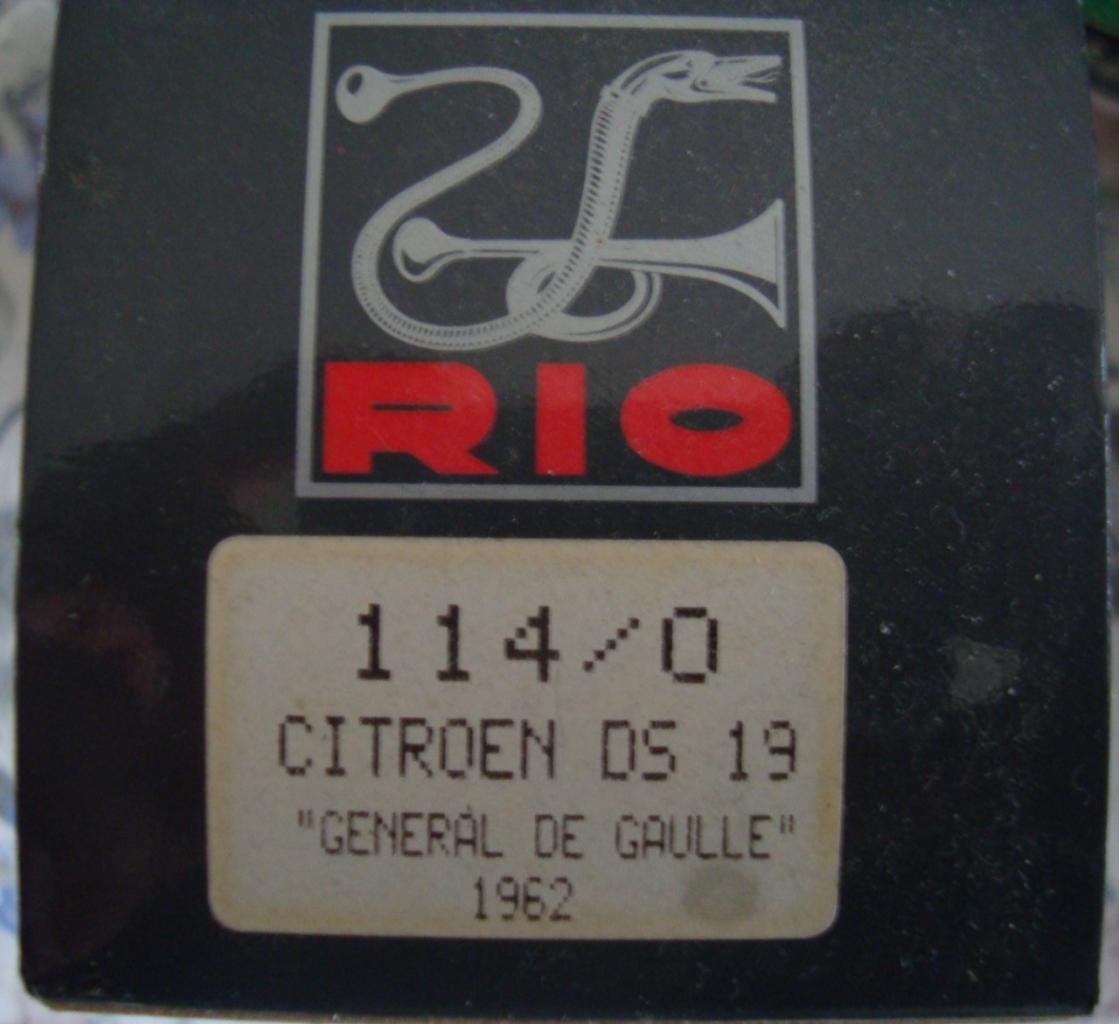 RIO
114/0
CITROEN DS 19
"GENERAL DE GAULLE"
1962